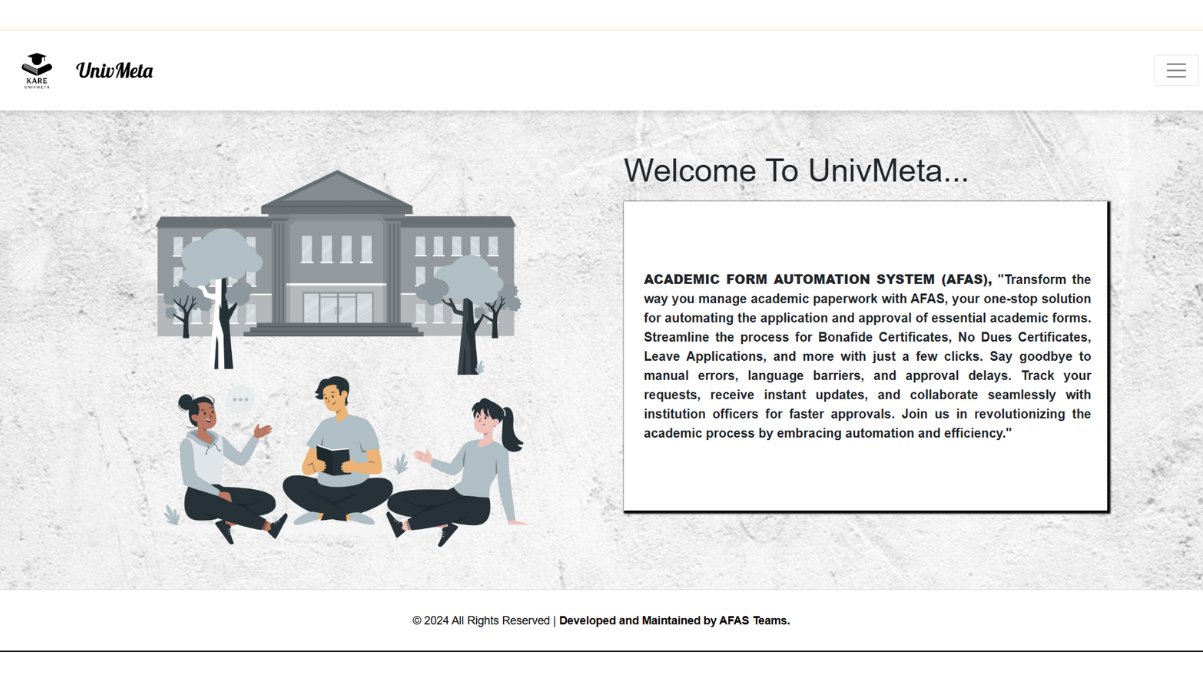 KARE
UNIVMETA
UnivMeta
Welcome To UnivMeta...
ACADEMIC FORM AUTOMATION SYSTEM (AFAS), "Transform the
way you manage academic paperwork with AFAS, your one-stop solution
for automating the application and approval of essential academic forms.
Streamline the process for Bonafide Certificates, No Dues Certificates,
Leave Applications, and more with just a few clicks. Say goodbye to
manual errors, language barriers, and approval delays. Track your
requests, receive instant updates, and collaborate seamlessly with
institution officers for faster approvals. Join us in revolutionizing the
academic process by embracing automation and efficiency."
© 2024 All Rights Reserved | Developed and Maintained by AFAS Teams.